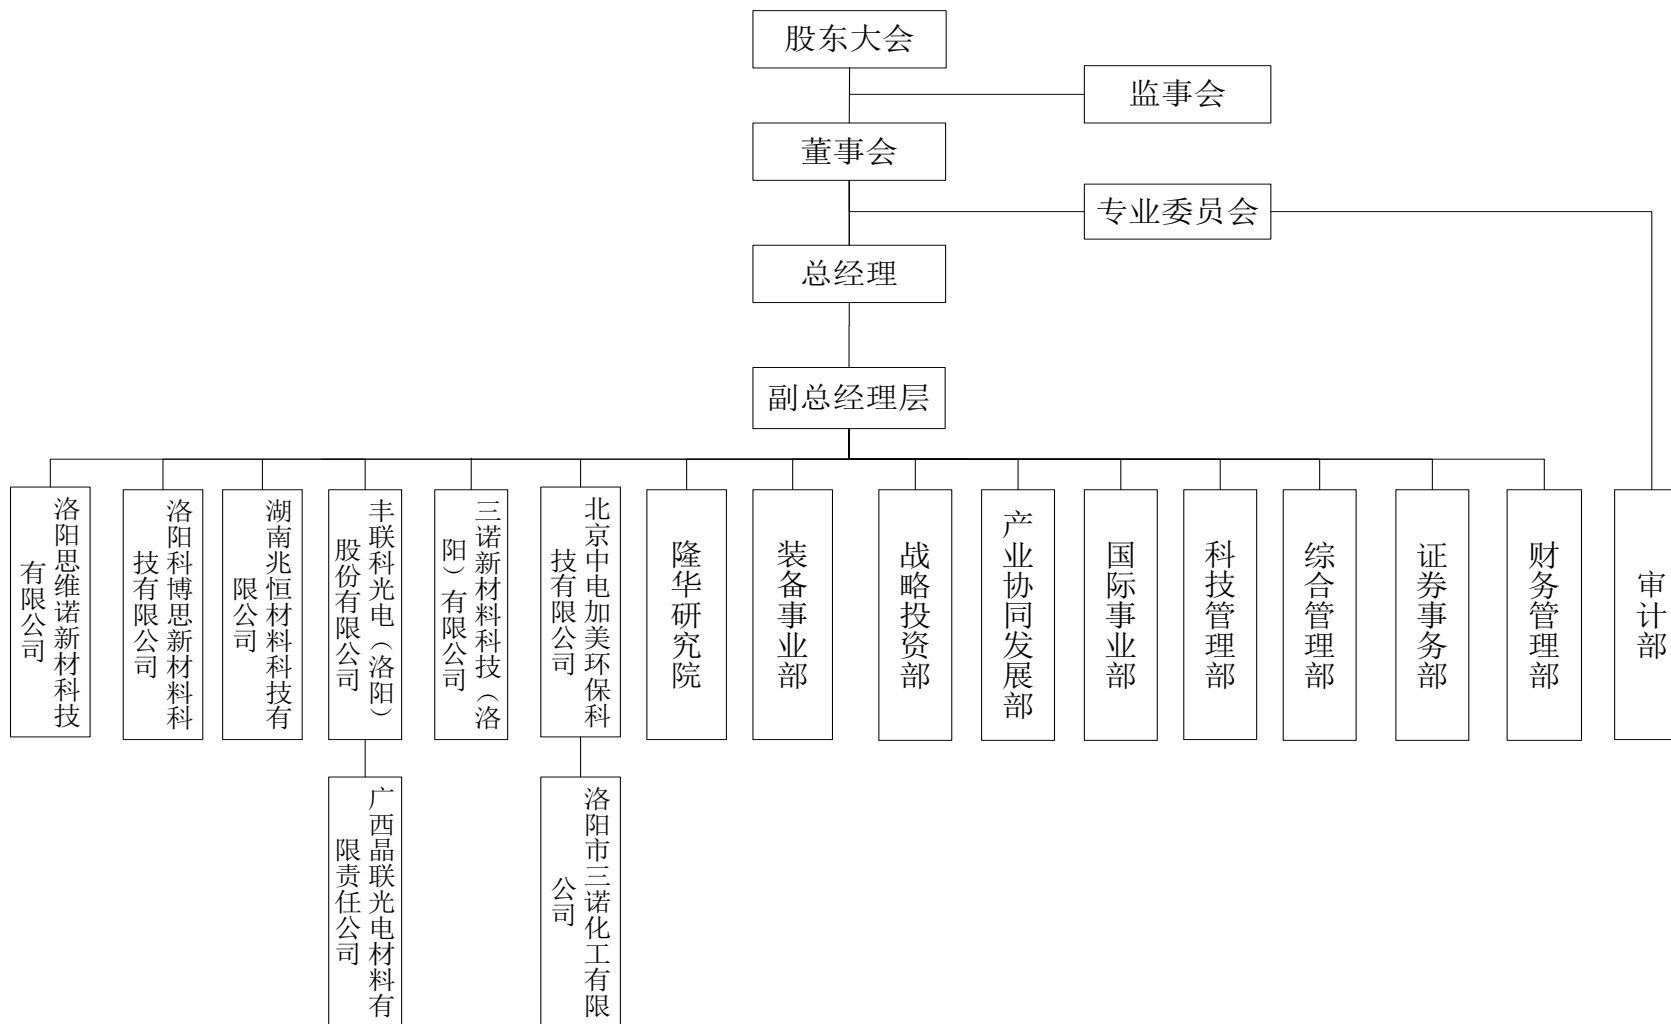 股东大会
监事会
董事会
专业委员会
总经理
副总经理层
洛阳思维诺新材科技
有限公司
洛阳科博思新材料科
技有限公司
湖南兆恒材料科技有
限公司
丰联科光电（洛阳）
股份有限公司
三诺新材料科技（洛
阳）有限公司
北京中电加美环保科
技有限公司
隆华研究院
装备事业部
战略投资部
产业协同发展部
国际事业部
科技管理部
综合管理部
证券事务部
财务管理部
审计部
广西晶联光电材料有
限责任公司
洛阳市三诺化工有限
公司